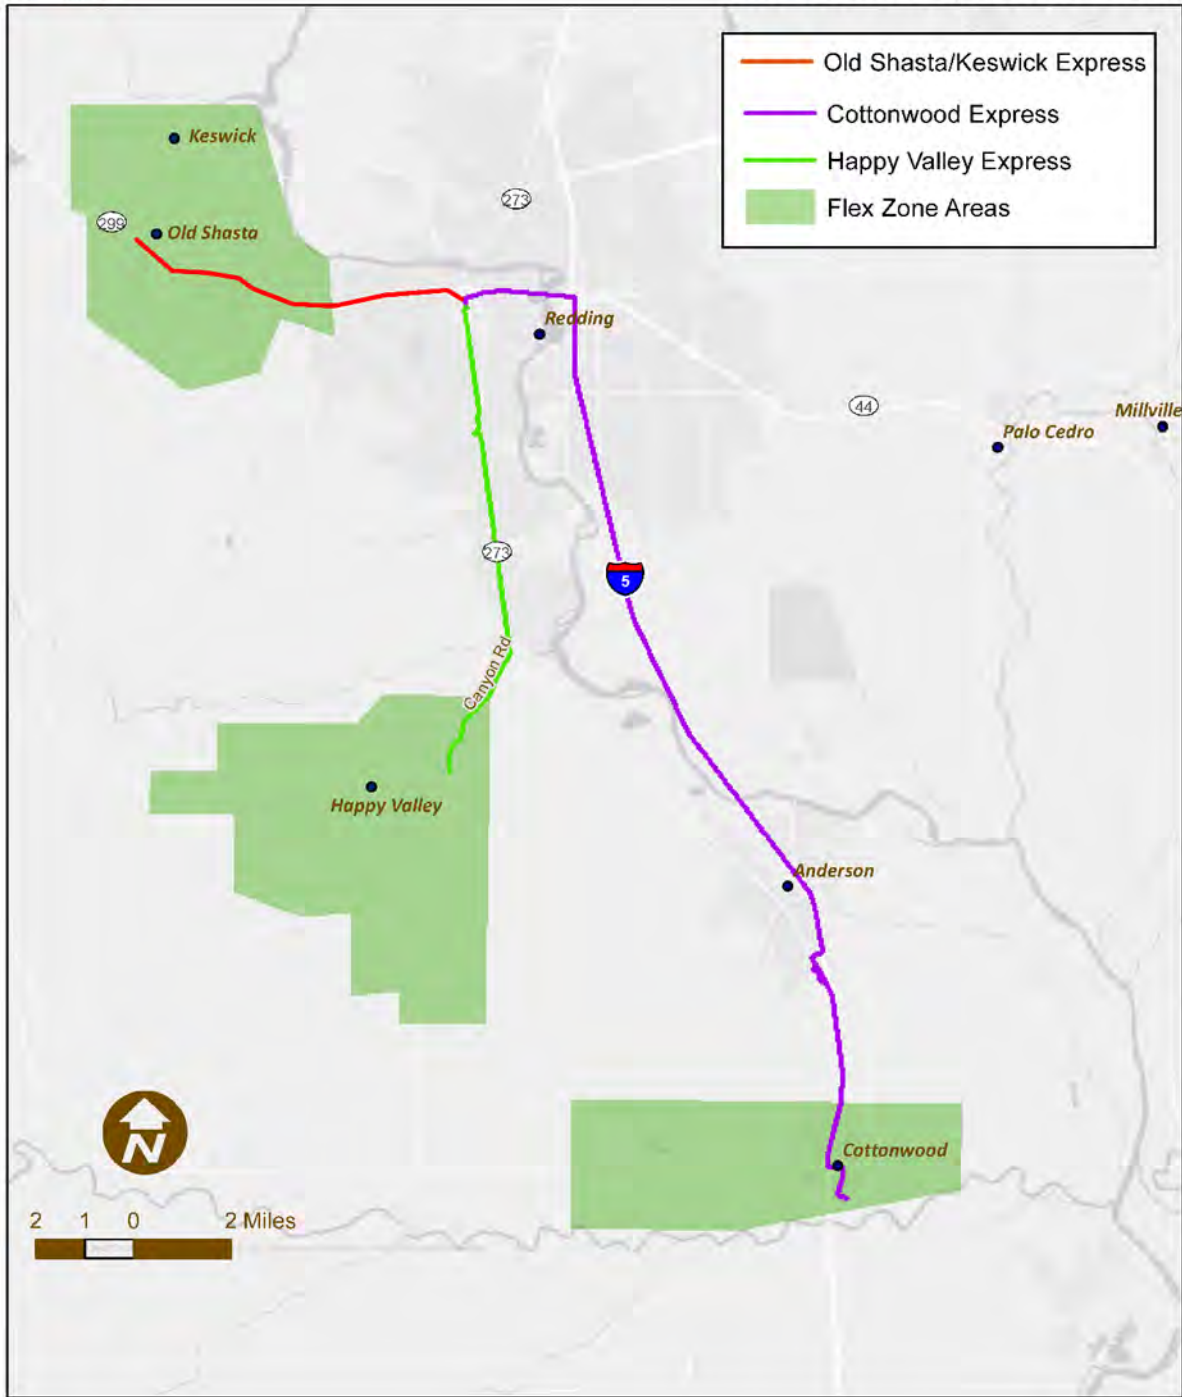 Old Shasta/Keswick Express
Cottonwood Express
Happy Valley Express
Flex Zone Areas
Keswick
273
299
Old Shasta
Redding
44
Millville
Palo Cedro
273
5
Canyon Rd
Happy Valley
Anderson
N
Cottonwood
2 1 0 2 Miles